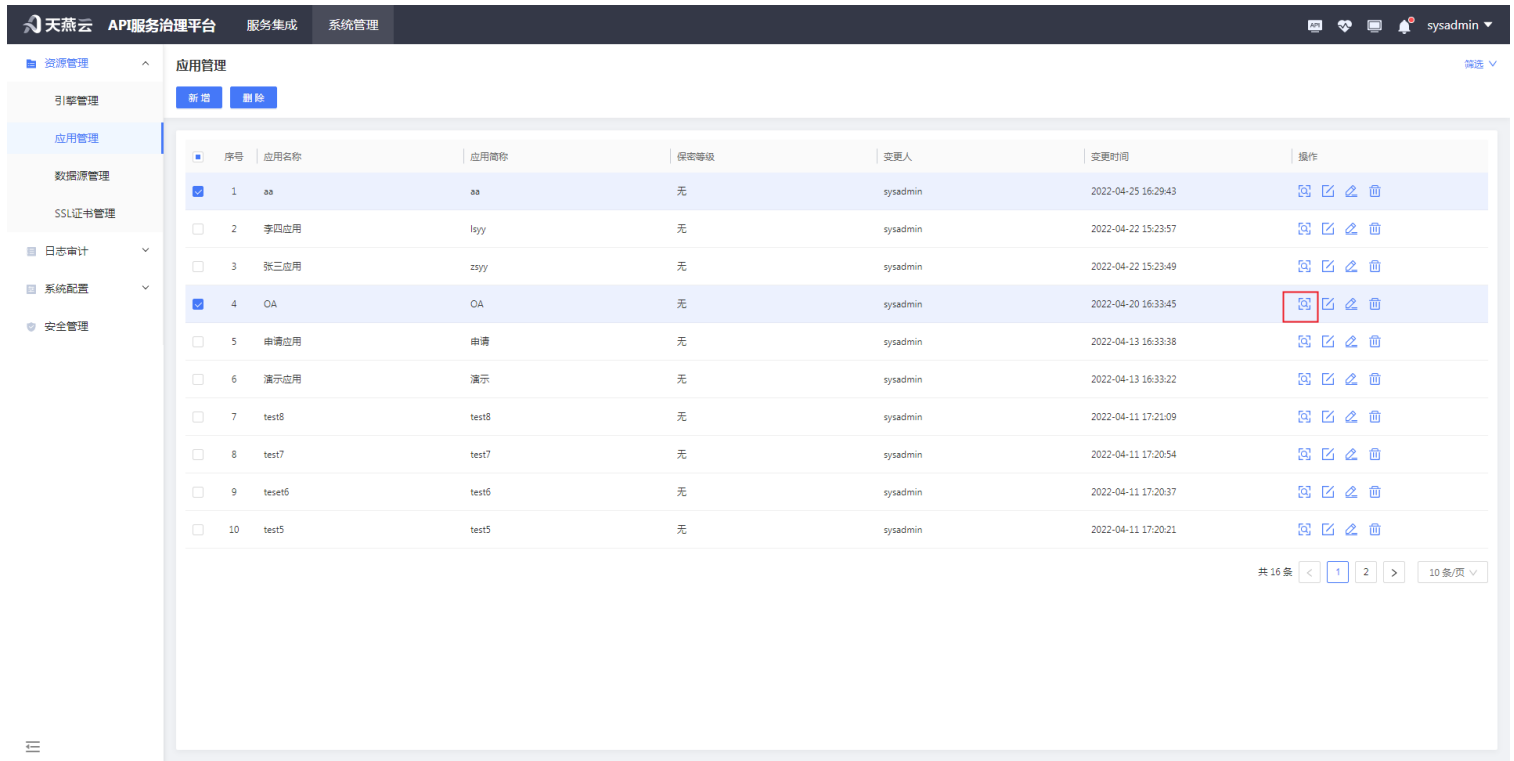 天燕云 API服务治理平台 服务集成 系统管理 API sysadmin
资源管理
引擎管理
应用管理
数据源管理
SSL证书管理
日志审计
系统配置
安全管理
应用管理 筛选
新增 删除
序号 应用名称 应用简称 保密等级 变更人 变更时间 操作
1 aa aa 无 sysadmin 2022-04-25 16:29:43
2 李四应用 lsyy 无 sysadmin 2022-04-22 15:23:57
3 张三应用 zsyy 无 sysadmin 2022-04-22 15:23:49
4 OA OA 无 sysadmin 2022-04-20 16:33:45
5 申请应用 申请 无 sysadmin 2022-04-13 16:33:38
6 演示应用 演示 无 sysadmin 2022-04-13 16:33:22
7 test8 test8 无 sysadmin 2022-04-11 17:21:09
8 test7 test7 无 sysadmin 2022-04-11 17:20:54
9 teset6 test6 无 sysadmin 2022-04-11 17:20:37
10 test5 test5 无 sysadmin 2022-04-11 17:20:21
共 16 条 < 1 2 > 10 条/页